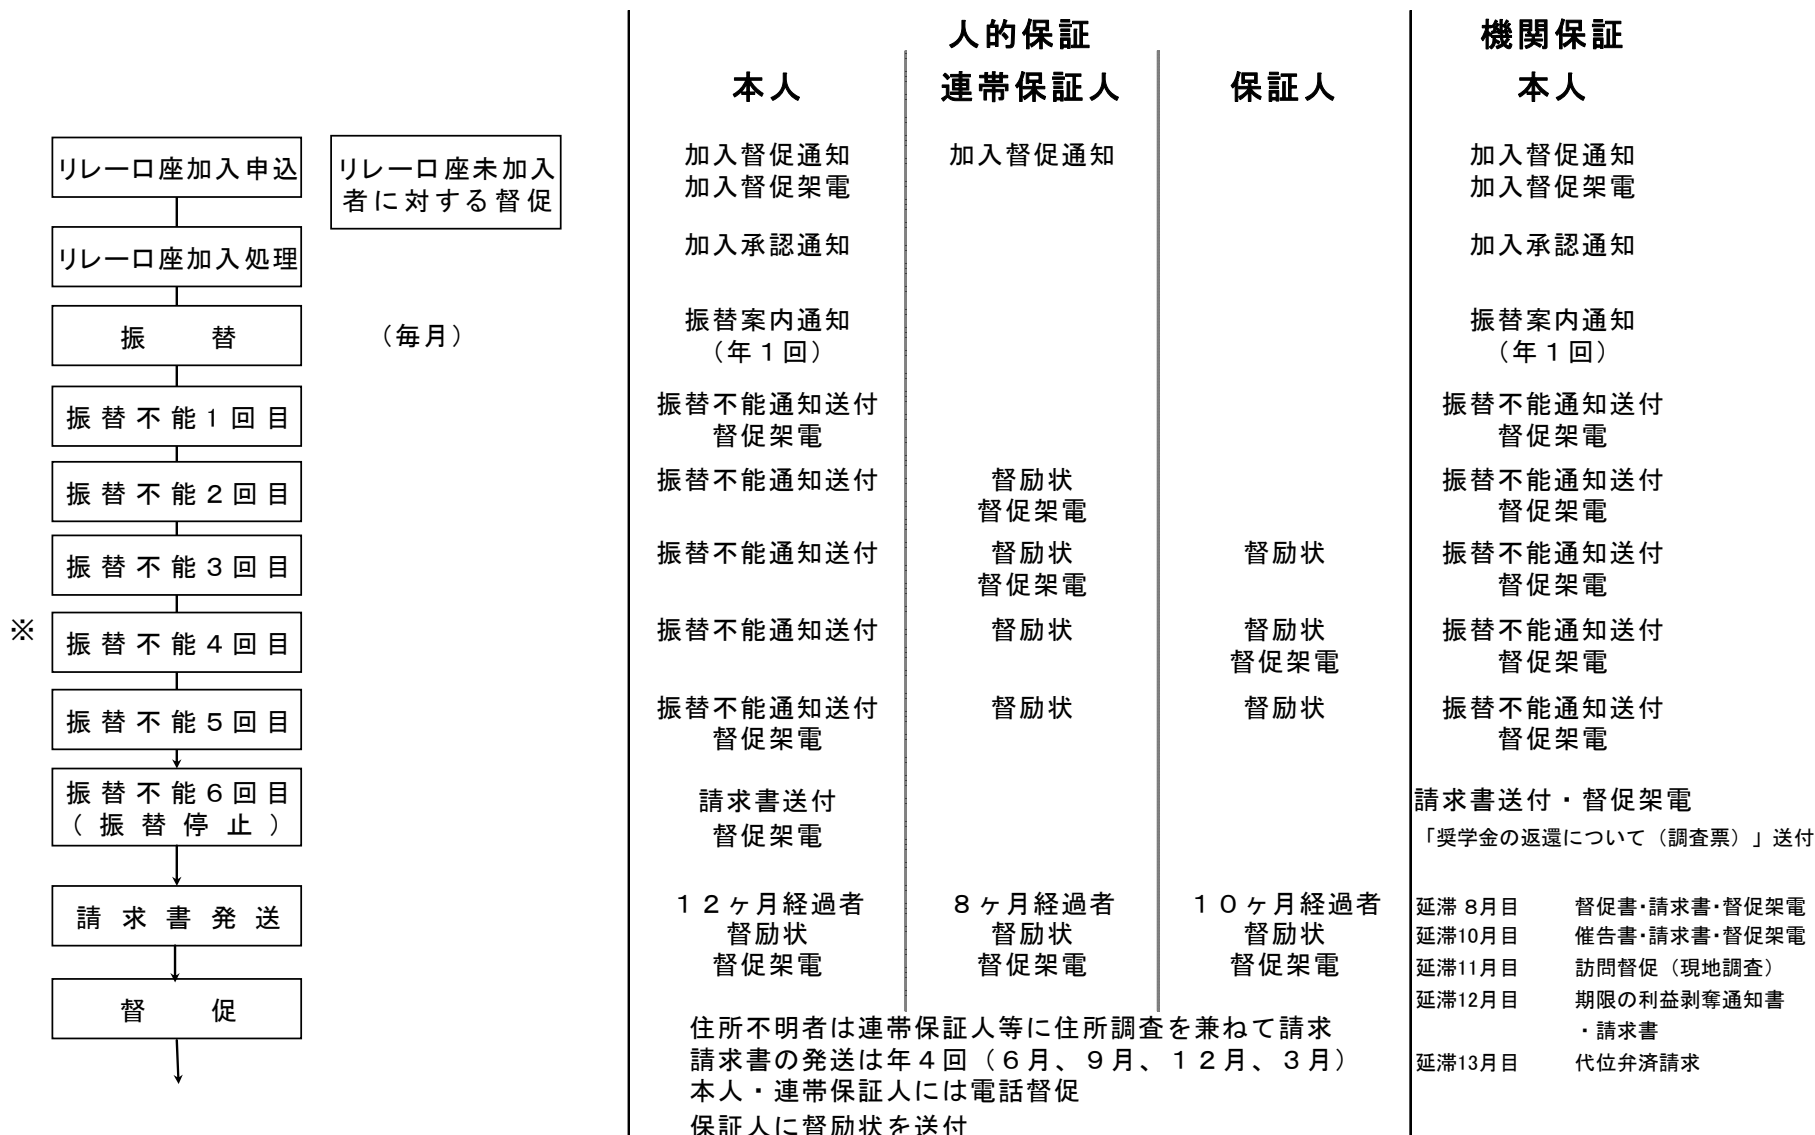 人的保証
機関保証
本人
連帯保証人
保証人
本人
リレー口座加入申込
リレー口座未加入
者に対する督促
加入督促通知
加入督促架電
加入督促通知
加入督促通知
加入督促架電
リレー口座加入処理
加入承認通知
加入承認通知
振　　替
（毎月）
振替案内通知
（年１回）
振替案内通知
（年１回）
振替不能１回目
振替不能通知送付
督促架電
振替不能通知送付
督促架電
振替不能２回目
振替不能通知送付
督励状
督促架電
振替不能通知送付
督促架電
振替不能３回目
振替不能通知送付
督励状
督促架電
督励状
振替不能通知送付
督促架電
※
振替不能４回目
振替不能通知送付
督励状
督励状
督促架電
振替不能通知送付
督促架電
振替不能５回目
振替不能通知送付
督促架電
督励状
督励状
振替不能通知送付
督促架電
振替不能６回目
（振替停止）
請求書送付
督促架電
請求書送付・督促架電
「奨学金の返還について（調査票）」送付
請求書発送
１２ヶ月経過者
督励状
督促架電
８ヶ月経過者
督励状
督促架電
１０ヶ月経過者
督励状
督促架電
延滞 8月目　督促書・請求書・督促架電
延滞10月目　催告書・請求書・督促架電
延滞11月目　訪問督促（現地調査）
延滞12月目　期限の利益剥奪通知書
・請求書
延滞13月目　代位弁済請求
督　　促
住所不明者は連帯保証人等に住所調査を兼ねて請求
請求書の発送は年４回（６月、９月、１２月、３月）
本人・連帯保証人には電話督促
保証人に督励状を送付